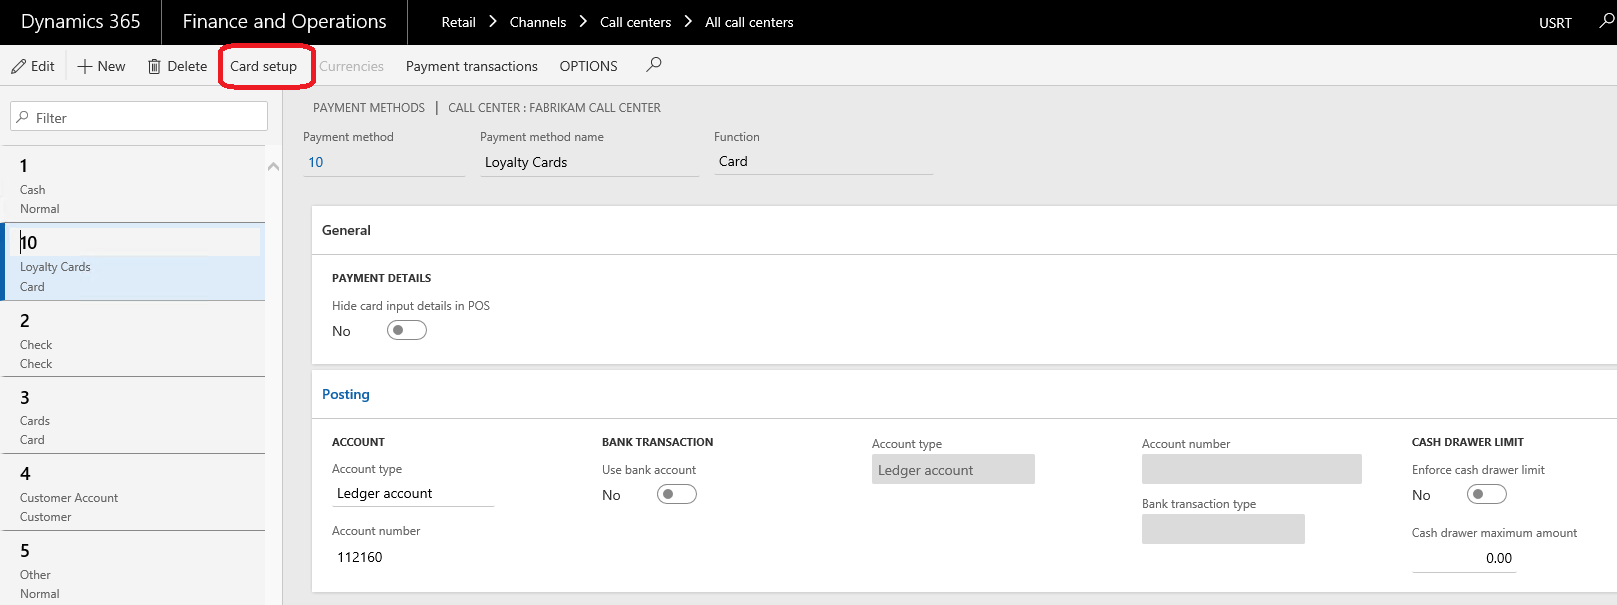 Dynamics 365 Finance and Operations Retail Channels Call centers All call centers USRT
Edit New Delete Card setup Currencies Payment transactions OPTIONS
Filter
1
Cash
Normal
10
Loyalty Cards
Card
2
Check
Check
3
Cards
Card
4
Customer Account
Customer
5
Other
Normal
PAYMENT METHODS | CALL CENTER : FABRIKAM CALL CENTER
Payment method Payment method name Function
10 Loyalty Cards Card
General
PAYMENT DETAILS
Hide card input details in POS
No
Posting
ACCOUNT
Account type
Ledger account
Account number
112160
BANK TRANSACTION
Use bank account
No
Account type
Ledger account
Account number
Bank transaction type
CASH DRAWER LIMIT
Enforce cash drawer limit
No
Cash drawer maximum amount
0.00